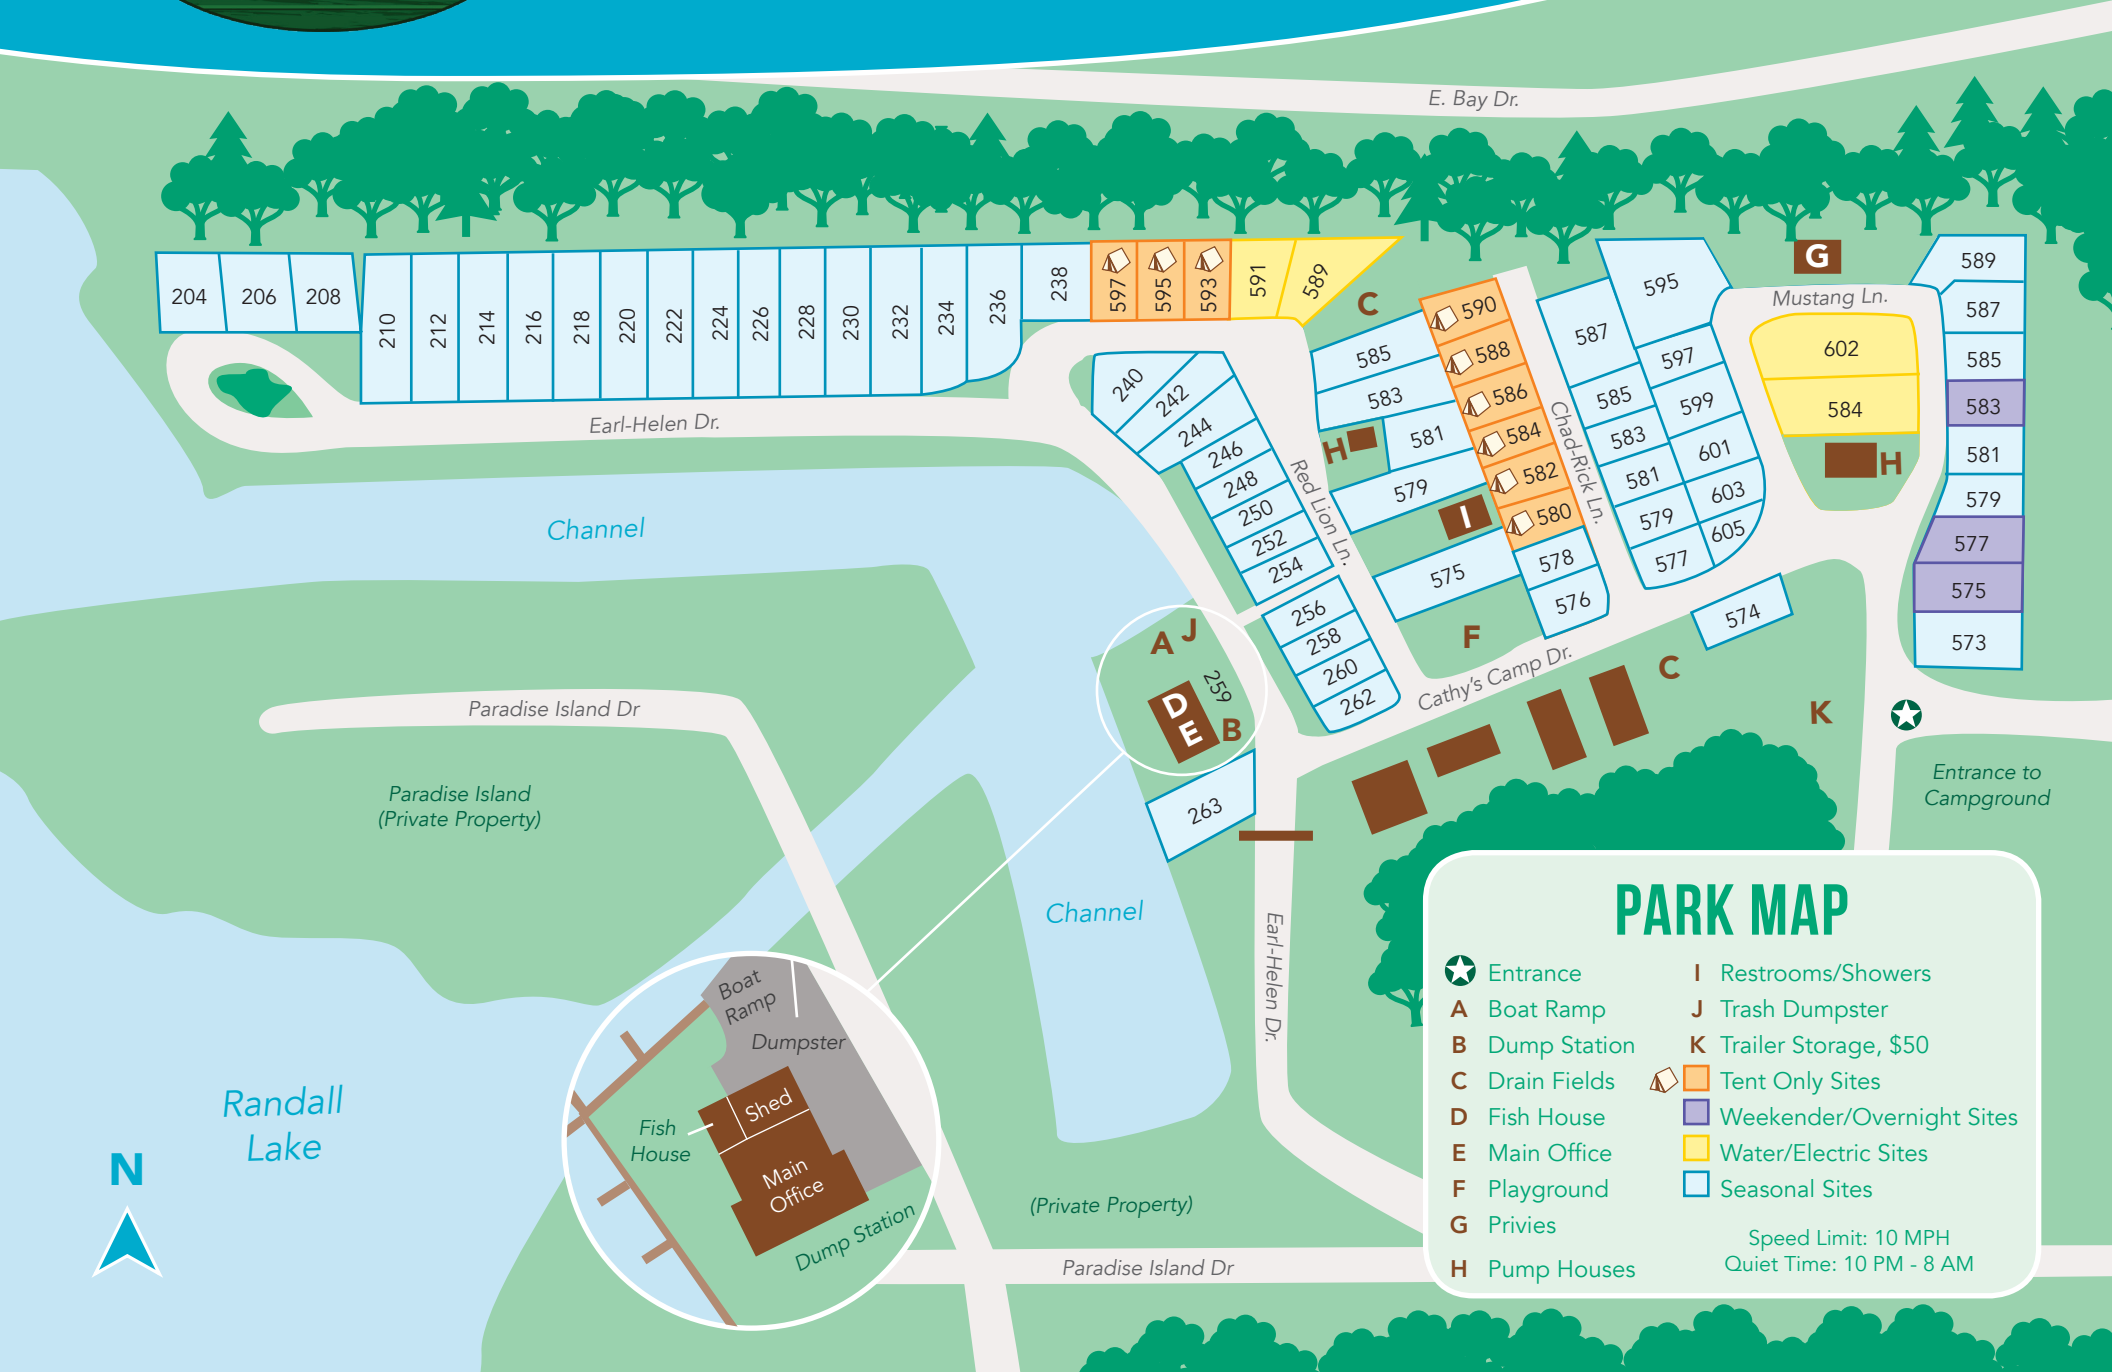 E. Bay Dr.
204
206
208
210
212
214
216
218
220
222
224
226
228
230
232
234
236
238
597
595
593
591
589
C
Earl-Helen Dr.
240
242
244
246
248
250
252
254
256
258
260
262
Red Lion Ln.
585
583
H
581
579
I
575
F
590
588
586
584
582
580
578
576
Chad-Rick Ln.
595
587
597
585
599
583
601
581
603
579
605
577
574
G
Mustang Ln.
602
584
H
589
587
585
583
581
579
577
575
573
Cathy's Camp Dr.
C
K
Entrance to
Campground
Channel
A
J
259
D
E
B
263
Paradise Island Dr
Paradise Island
(Private Property)
Channel
Earl-Helen Dr.
Randall
Lake
N
Boat
Ramp
Dumpster
Shed
Fish
House
Main
Office
Dump Station
(Private Property)
Paradise Island Dr
PARK MAP
Entrance
A Boat Ramp
B Dump Station
C Drain Fields
D Fish House
E Main Office
F Playground
G Privies
H Pump Houses
I Restrooms/Showers
J Trash Dumpster
K Trailer Storage, $50
Tent Only Sites
Weekender/Overnight Sites
Water/Electric Sites
Seasonal Sites
Speed Limit: 10 MPH
Quiet Time: 10 PM - 8 AM